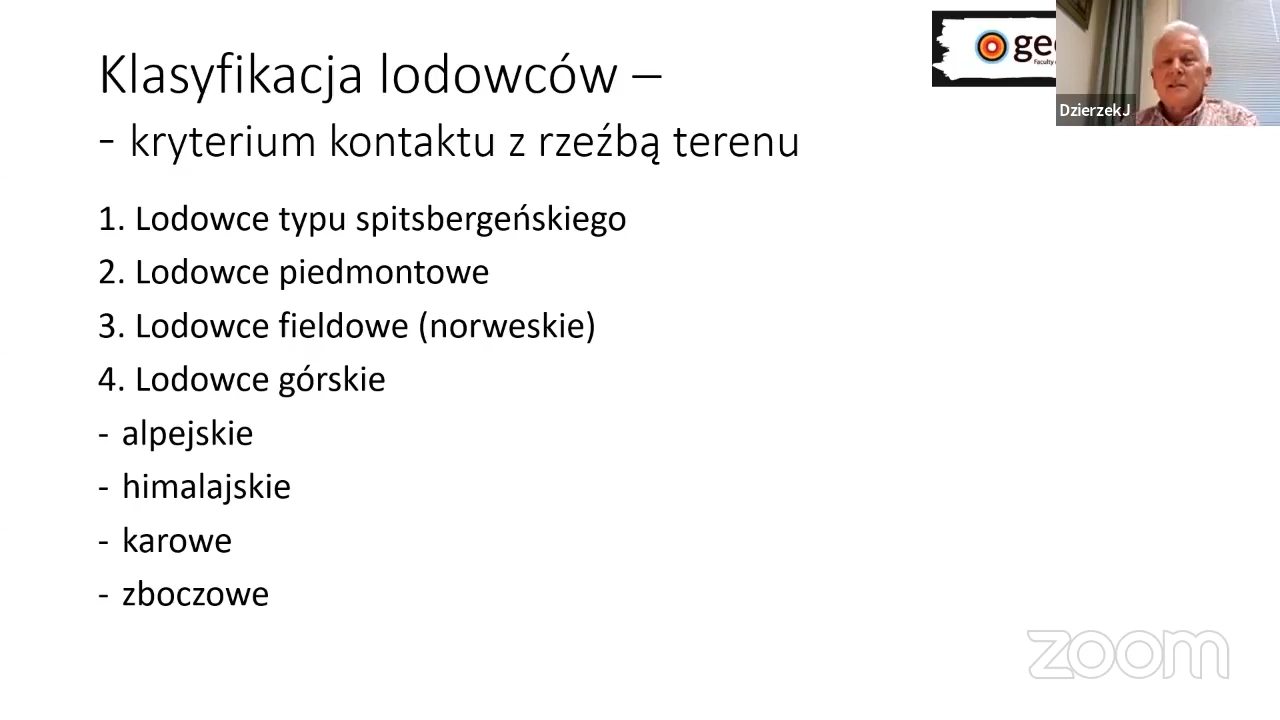 Klasyfikacja lodowców –
- kryterium kontaktu z rzeźbą terenu
1. Lodowce typu spitsbergeńskiego
2. Lodowce piedmontowe
3. Lodowce fieldowe (norweskie)
4. Lodowce górskie
- alpejskie
- himalajskie
- karowe
- zboczowe
Faculty
DzierzekJ
zoom